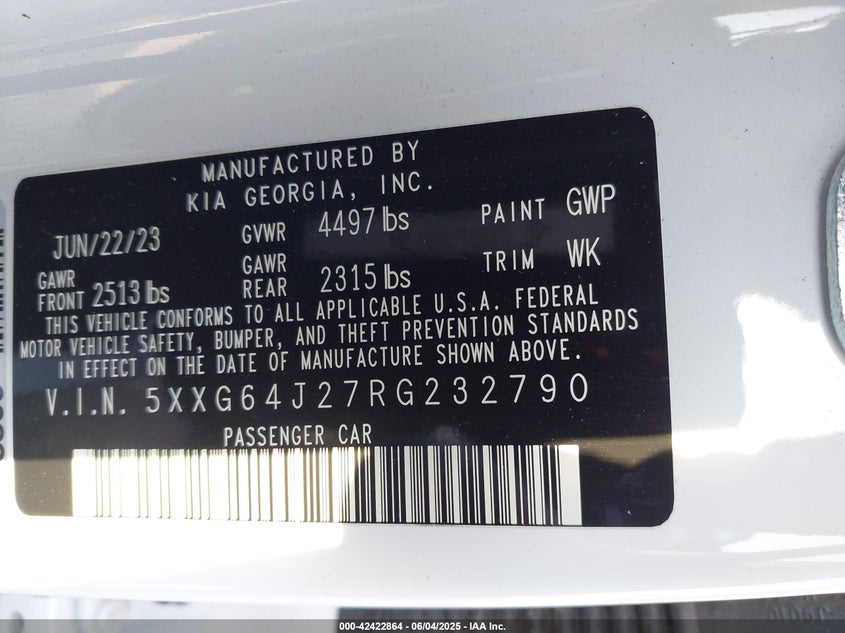 MANUFACTURED BY
KIA GEORGIA, INC.
JUN/22/23 GVWR 4497 lbs PAINT GWP
GAWR FRONT 2513 lbs GAWR REAR 2315 lbs TRIM WK
THIS VEHICLE CONFORMS TO ALL APPLICABLE U.S.A. FEDERAL
MOTOR VEHICLE SAFETY, BUMPER, AND THEFT PREVENTION STANDARDS
IN EFFECT ON THE DATE OF MANUFACTURE SHOWN ABOVE.
V.I.N. 5XXG64J27RG232790
PASSENGER CAR
000-42422864 - 06/04/2025 - IAA Inc.